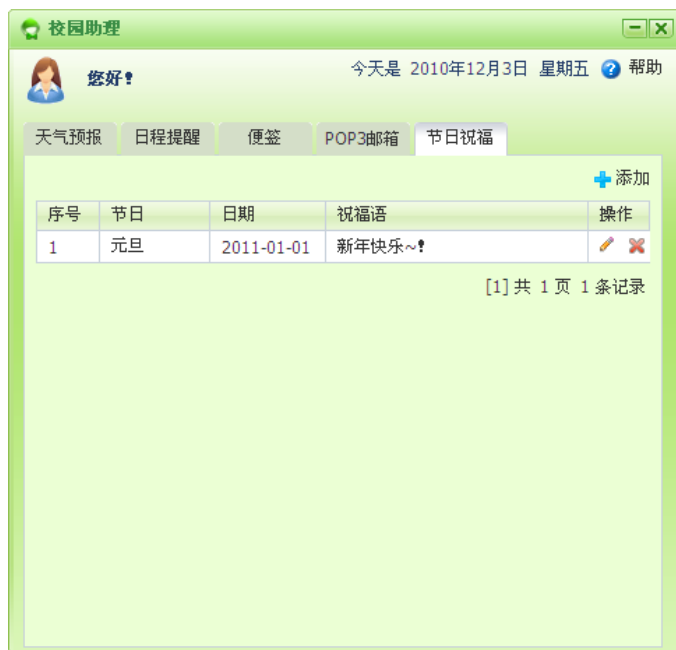 校园助理
您好!
今天是 2010年12月3日 星期五 帮助
天气预报 日程提醒 便签 POP3邮箱 节日祝福
添加
序号 节日 日期 祝福语 操作
1 元旦 2011-01-01 新年快乐~!
[1]共 1 页 1 条记录